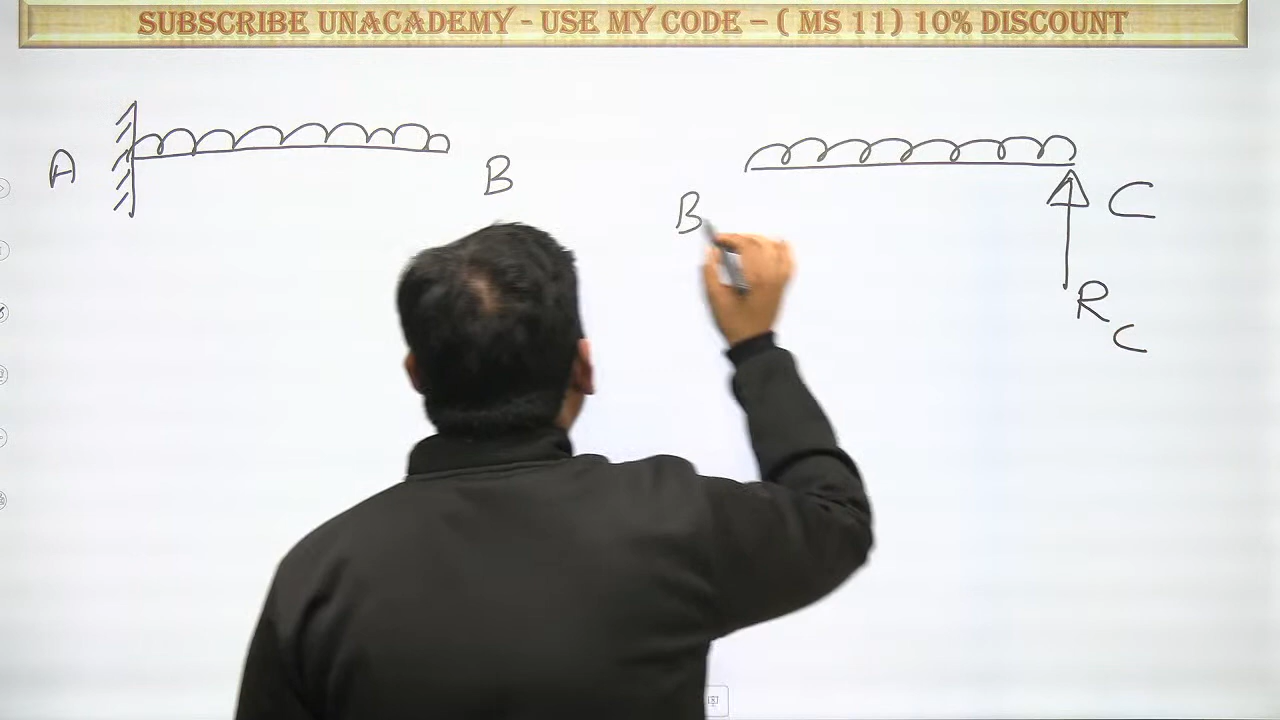 SUBSCRIBE UNACADEMY - USE MY CODE – ( MS 11) 10% DISCOUNT
A
B
B
C
R
C